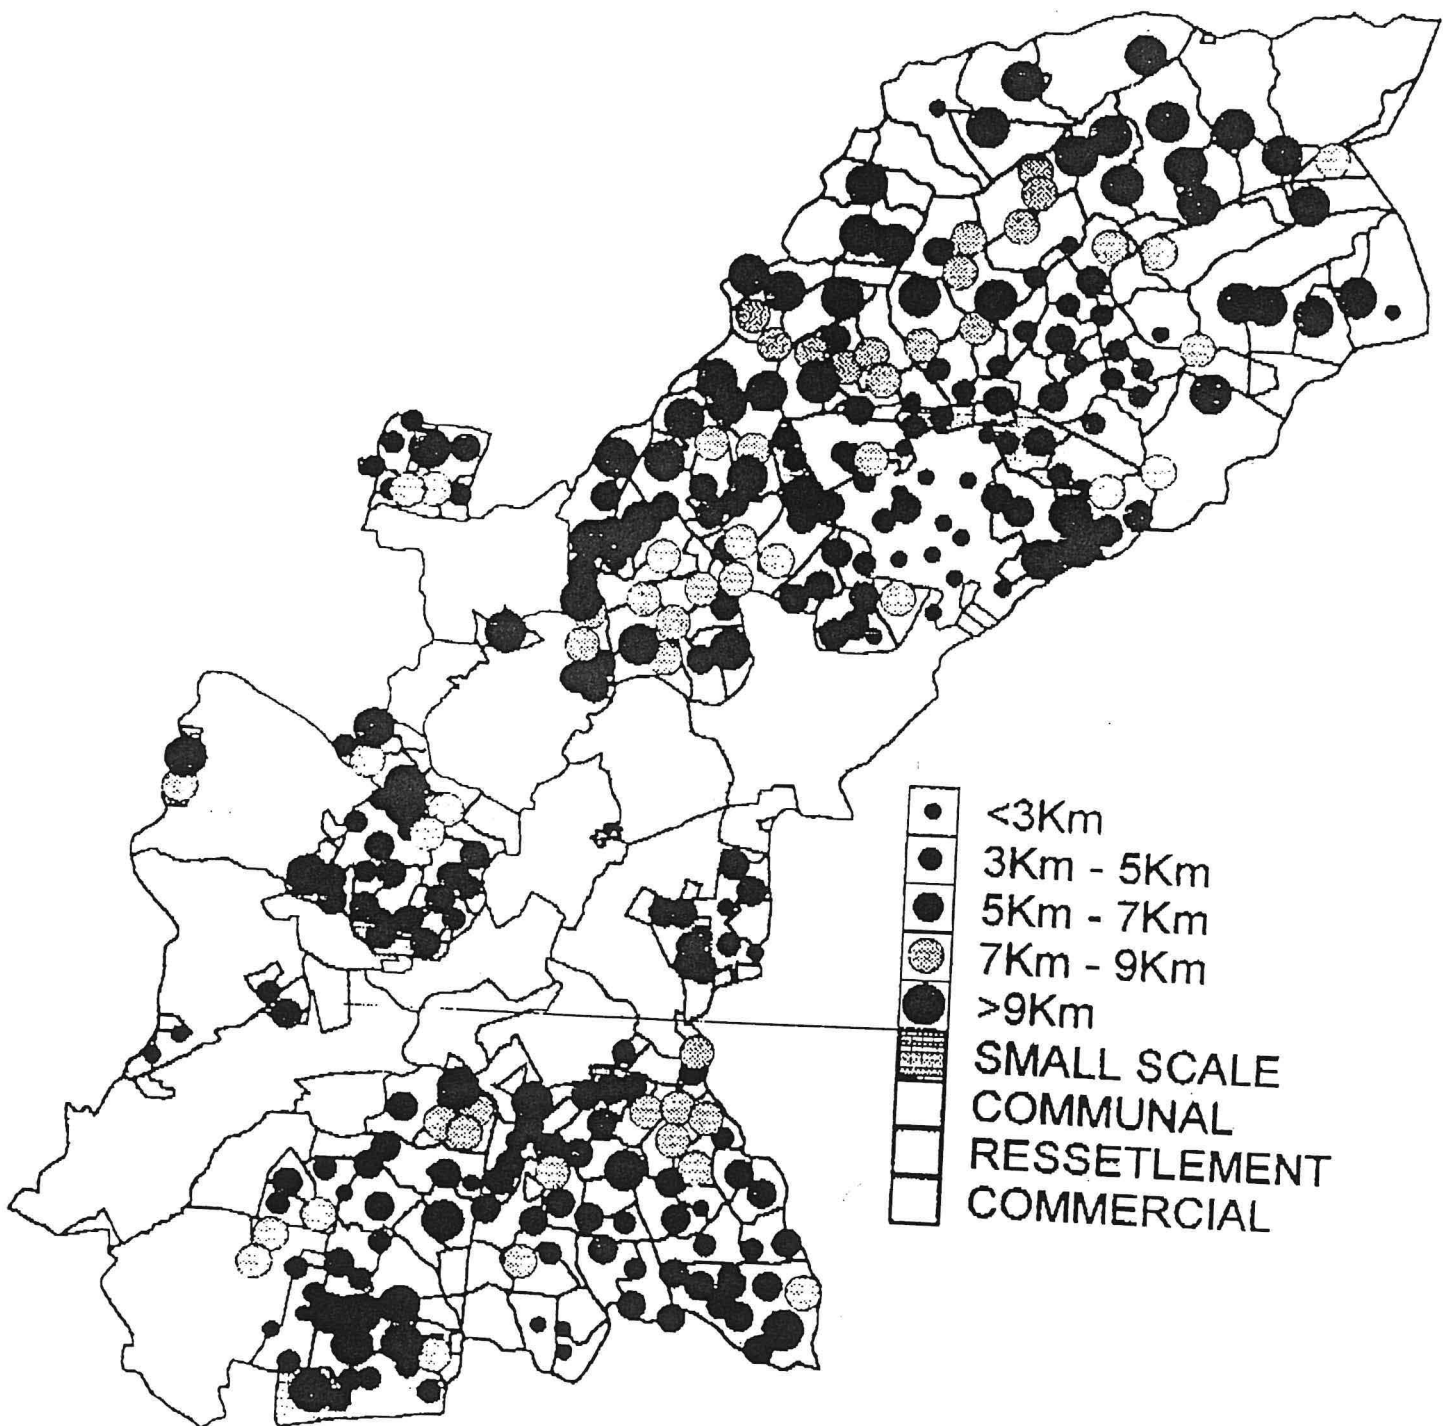 <3Km
3Km - 5Km
5Km - 7Km
7Km - 9Km
>9Km
SMALL SCALE
COMMUNAL
RESSETLEMENT
COMMERCIAL